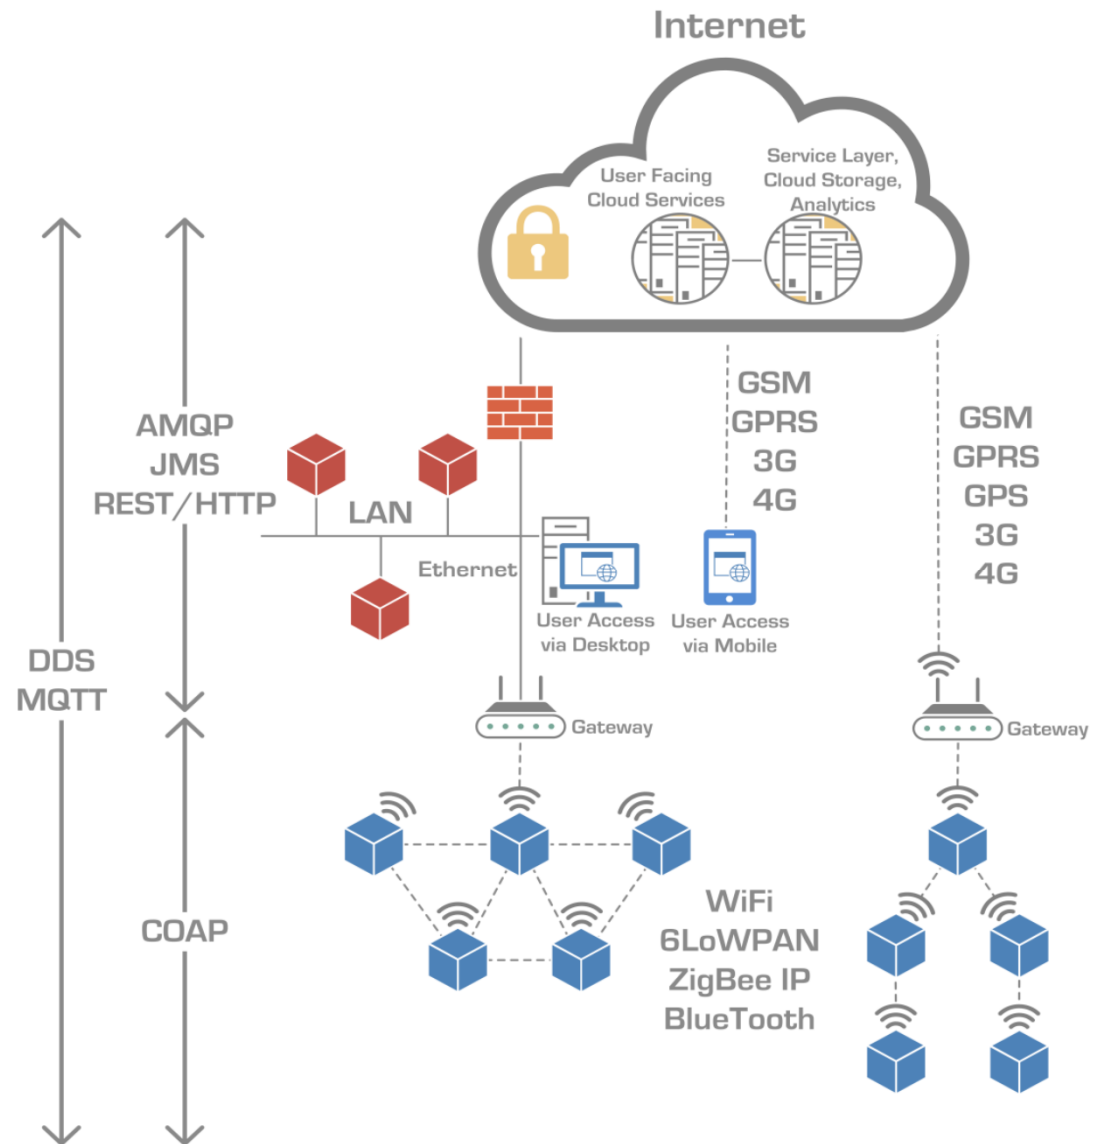 Internet
Service Layer,
Cloud Storage,
Analytics
User Facing
Cloud Services
GSM
GPRS
3G
4G
GSM
GPRS
GPS
3G
4G
AMQP
JMS
REST/HTTP
LAN
Ethernet
User Access
via Desktop
User Access
via Mobile
DDS
MQTT
Gateway
Gateway
COAP
WiFi
6LoWPAN
ZigBee IP
BlueTooth